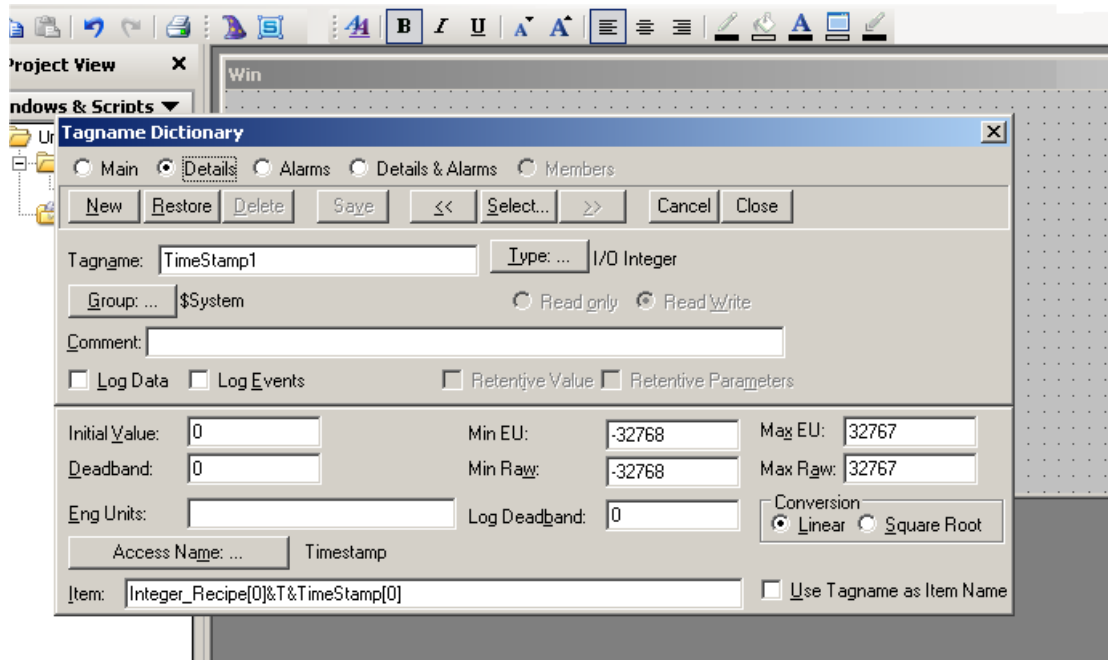 B I U A A A
Project View
Win
ndows & Scripts
Un
Tagname Dictionary
Main Details Alarms Details & Alarms Members
New Restore Delete Save << Select... >> Cancel Close
Tagname: TimeStamp1 Type: ... I/O Integer
Group: ... $System Read only Read Write
Comment:
Log Data Log Events Retentive Value Retentive Parameters
Initial Value: 0 Min EU: -32768 Max EU: 32767
Deadband: 0 Min Raw: -32768 Max Raw: 32767
Eng Units: Log Deadband: 0 Conversion
Linear Square Root
Access Name: ... Timestamp
Item: Integer_Recipe[0]&T&TimeStamp[0] Use Tagname as Item Name